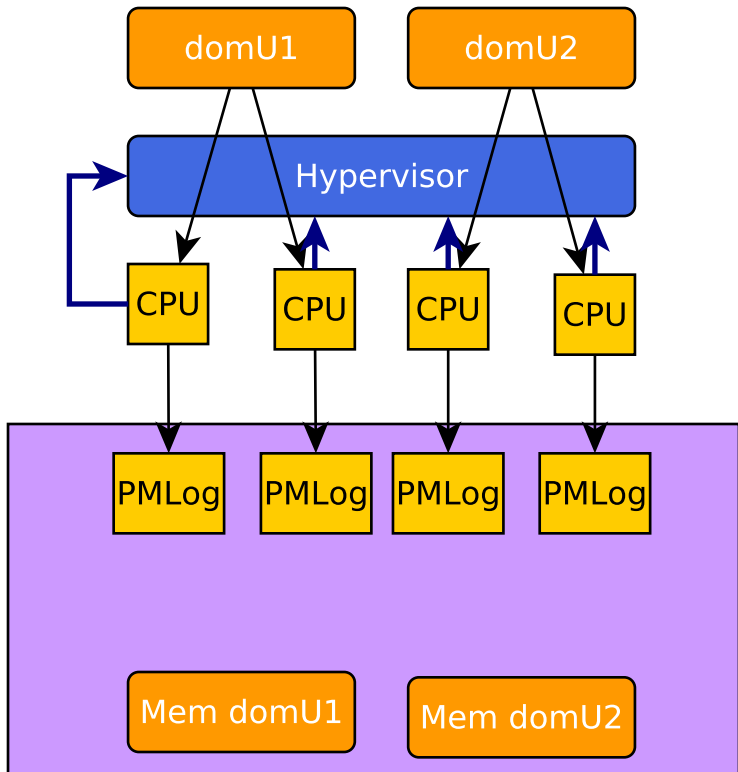 domU1
domU2
Hypervisor
CPU
CPU
CPU
CPU
PMLog
PMLog
PMLog
PMLog
Mem domU1
Mem domU2